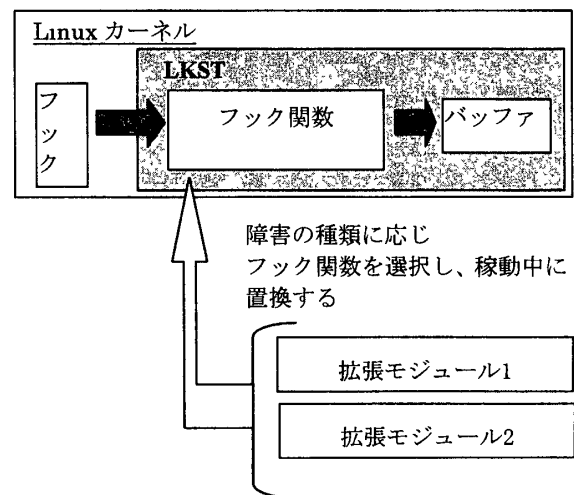 Linux カーネル
LKST
フック
フック関数
バッファ
障害の種類に応じ
フック関数を選択し、稼動中に
置換する
拡張モジュール1
拡張モジュール2